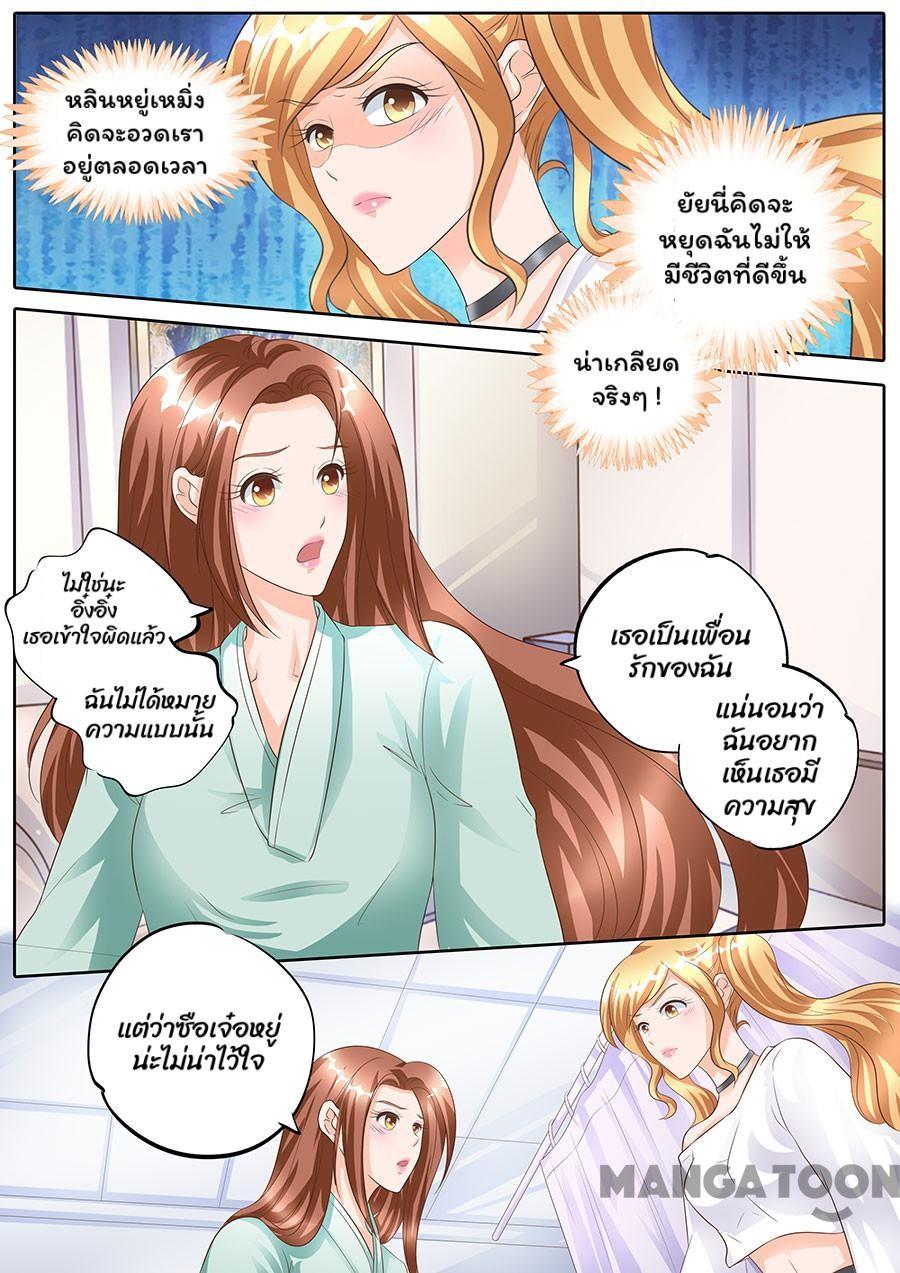 หลินหยู่เหมิ่ง
คิดจะอวดเรา
อยู่ตลอดเวลา
ยัยนี่คิดจะ
หยุดฉันไม่ให้
มีชีวิตที่ดีขึ้น
น่าเกลียด
จริงๆ !
ไม่ใช่นะ
อิ๋งอิ๋ง
เธอเข้าใจผิดแล้ว
ฉันไม่ได้หมาย
ความแบบนั้น
เธอเป็นเพื่อน
รักของฉัน
แน่นอนว่า
ฉันอยาก
เห็นเธอมี
ความสุข
แต่ว่าซือเจ๋อหยู่
น่ะไม่น่าไว้ใจ
MANGATOON